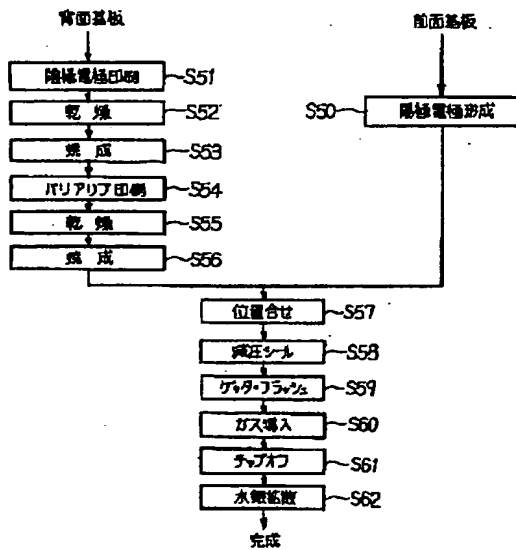 背面基板
前面基板
陰極電極印刷 S51
乾燥 S52
焼成 S53
バリアリブ印刷 S54
乾燥 S55
焼成 S56
S50 陽極電極形成
位置合せ S57
減圧シール S58
ゲッタ・フラッシュ S59
ガス導入 S60
チップオフ S61
水銀拡散 S62
完成